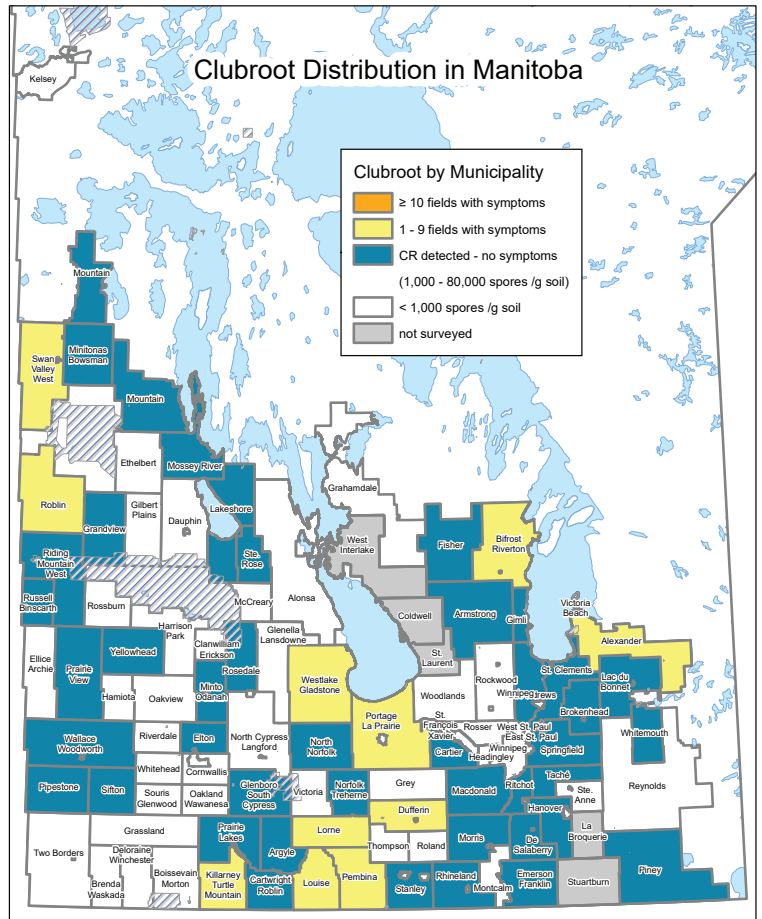 Clubroot Distribution in Manitoba
Kelsey
Clubroot by Municipality
≥ 10 fields with symptoms
1 - 9 fields with symptoms
CR detected - no symptoms
(1,000 - 80,000 spores /g soil)
< 1,000 spores /g soil
not surveyed
Mountain
Swan
Valley
West
Minitonas
Bowsman
Mountain
Ethelbert
Mossey River
Roblin
Grandview
Gilbert
Plains
Dauphin
Lakeshore
Grahamdale
West
Interlake
Fisher
Bifrost
Riverton
Riding
Mountain
West
Ste.
Rose
Russell
Binscarth
Rossburn
McCreary
Alonsa
Coldwell
Armstrong
Gimli
Victoria
Beach
Alexander
Harrison
Park
Clanwilliam
Erickson
Glenella
Lansdowne
Ellice
Archie
Prairie
View
Yellowhead
Rosedale
St.
Laurent
St. Clements
Lac du
Bonnet
Hamiota
Oakview
Minto
Odanah
Westlake
Gladstone
Woodlands
Rockwood
Winnipeg
rews
Brokenhead
Whitemouth
Portage
La Prairie
St.
François
Xavier
Rosser
West St. Paul
East St. Paul
Winnipeg
Headingley
Springfield
Wallace
Woodworth
Riverdale
Elton
North Cypress
Langford
North
Norfolk
Cartier
Whitehead
Cornwallis
Pipestone
Sifton
Souris
Glenwood
Oakland
Wawanesa
Glenboro
South
Cypress
Victoria
Norfolk
Treherne
Grey
Macdonald
Ritchot
Taché
Ste.
Anne
Reynolds
Dufferin
Hanover
Grassland
Prairie
Lakes
Argyle
Lorne
Thompson
Roland
Morris
De
Salaberry
La
Broquerie
Two Borders
Deloraine
Winchester
Brenda
Waskada
Boissevain
Morton
Killarney
Turtle
Mountain
Cartwright
Roblin
Louise
Pembina
Stanley
Rhineland
Montcalm
Emerson
Franklin
Stuartburn
Piney